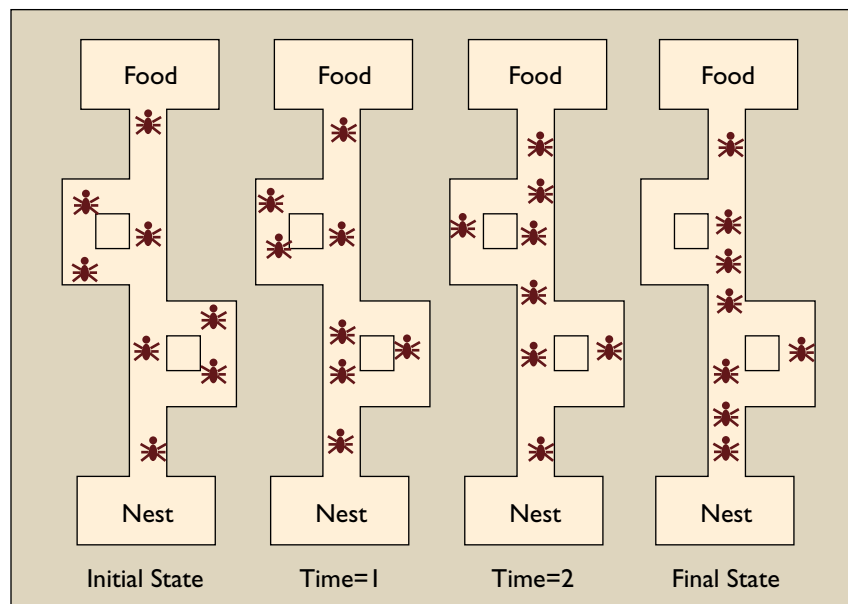 Food Food Food Food
Nest Nest Nest Nest
Initial State Time=1 Time=2 Final State